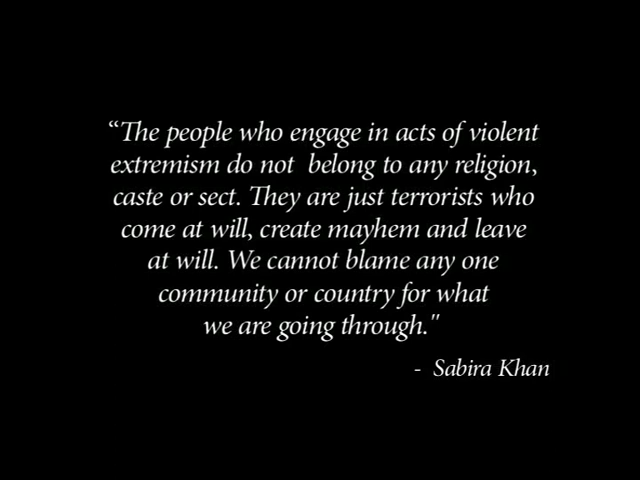 “The people who engage in acts of violent
extremism do not  belong to any religion,
caste or sect. They are just terrorists who
come at will, create mayhem and leave
at will. We cannot blame any one
community or country for what
we are going through."
- Sabira Khan